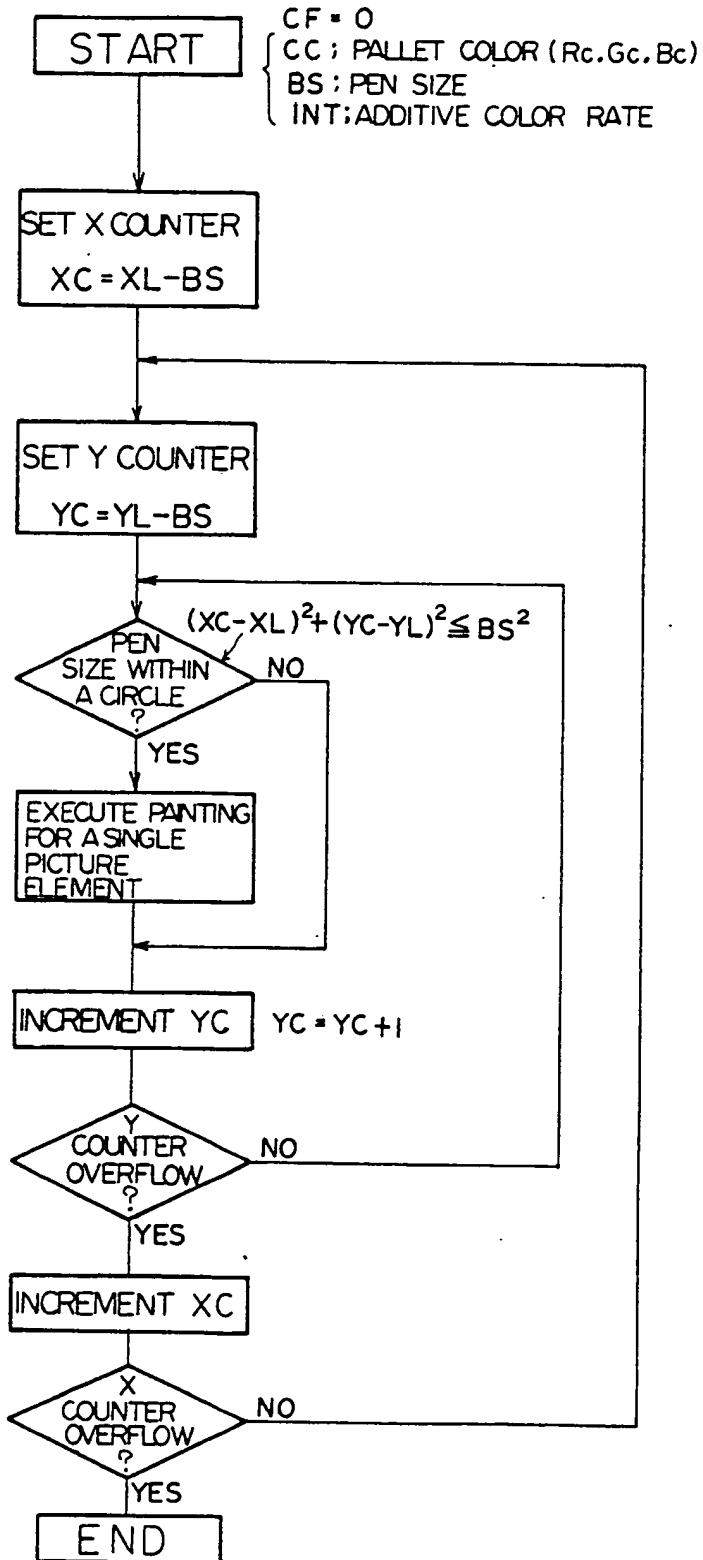 START
CF = 0
CC ; PALLET COLOR (Rc.Gc.Bc)
BS ; PEN SIZE
INT; ADDITIVE COLOR RATE
SET X COUNTER
XC = XL-BS
SET Y COUNTER
YC = YL-BS
(XC-XL)²+(YC-YL)² ≦ BS²
PEN
SIZE WITHIN
A CIRCLE
?
NO
YES
EXECUTE PAINTING
FOR A SINGLE
PICTURE
ELEMENT
INCREMENT YC
YC = YC+1
Y
COUNTER
OVERFLOW
?
NO
YES
INCREMENT XC
X
COUNTER
OVERFLOW
?
NO
YES
END